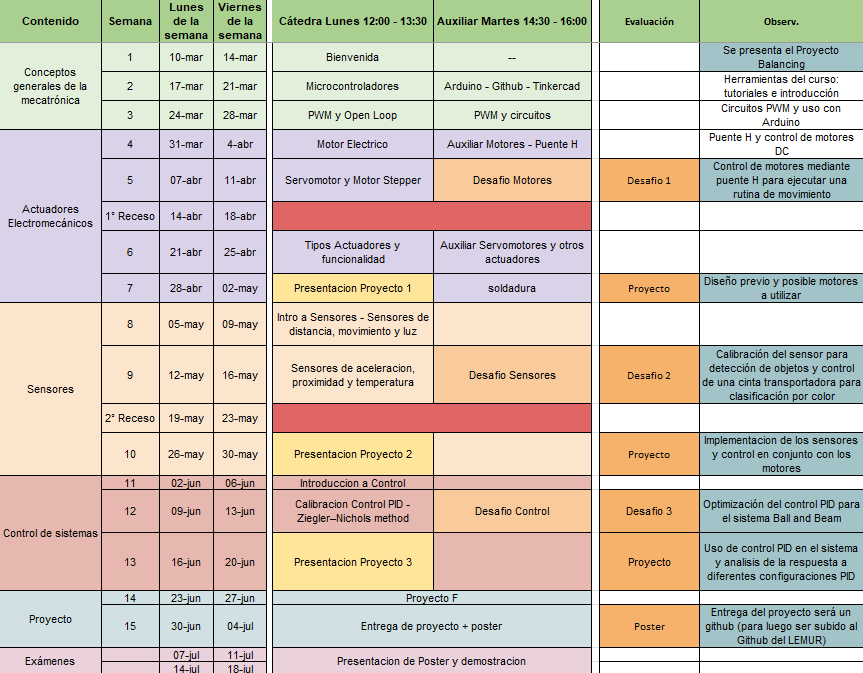 Contenido
Semana
Lunes
de la
semana
Viernes
de la
semana
Cátedra Lunes 12:00 - 13:30
Auxiliar Martes 14:30 - 16:00
Evaluación
Observ.
Conceptos
generales de la
mecatrónica
1
10-mar
14-mar
Bienvenida
--
Se presenta el Proyecto
Balancing
2
17-mar
21-mar
Microcontroladores
Arduino - Github - Tinkercad
Herramientas del curso:
tutoriales e introducción
3
24-mar
28-mar
PWM y Open Loop
PWM y circuitos
Circuitos PWM y uso con
Arduino
Actuadores
Electromecánicos
4
31-mar
4-abr
Motor Electrico
Auxiliar Motores - Puente H
Puente H y control de motores
DC
5
07-abr
11-abr
Servomotor y Motor Stepper
Desafio Motores
Desafio 1
Control de motores mediante
puente H para ejecutar una
rutina de movimiento
1° Receso
14-abr
18-abr
6
21-abr
25-abr
Tipos Actuadores y
funcionalidad
Auxiliar Servomotores y otros
actuadores
7
28-abr
02-may
Presentacion Proyecto 1
soldadura
Proyecto
Diseño previo y posible motores
a utilizar
Sensores
8
05-may
09-may
Intro a Sensores - Sensores de
distancia, movimiento y luz
9
12-may
16-may
Sensores de aceleracion,
proximidad y temperatura
Desafio Sensores
Desafio 2
Calibración del sensor para
detección de objetos y control
de una cinta transportadora para
clasificación por color
2° Receso
19-may
23-may
10
26-may
30-may
Presentacion Proyecto 2
Proyecto
Implementacion de los sensores
y control en conjunto con los
motores
Control de sistemas
11
02-jun
06-jun
Introduccion a Control
12
09-jun
13-jun
Calibracion Control PID -
Ziegler–Nichols method
Desafio Control
Desafio 3
Optimización del control PID para
el sistema Ball and Beam
13
16-jun
20-jun
Presentacion Proyecto 3
Proyecto
Uso de control PID en el sistema
y analisis de la respuesta a
diferentes configuraciones PID
Proyecto
14
23-jun
27-jun
Proyecto F
15
30-jun
04-jul
Entrega de proyecto + poster
Poster
Entrega del proyecto será un
github (para luego ser subido al
Github del LEMUR)
Exámenes
07-jul
11-jul
Presentacion de Poster y demostracion
14-jul
18-jul